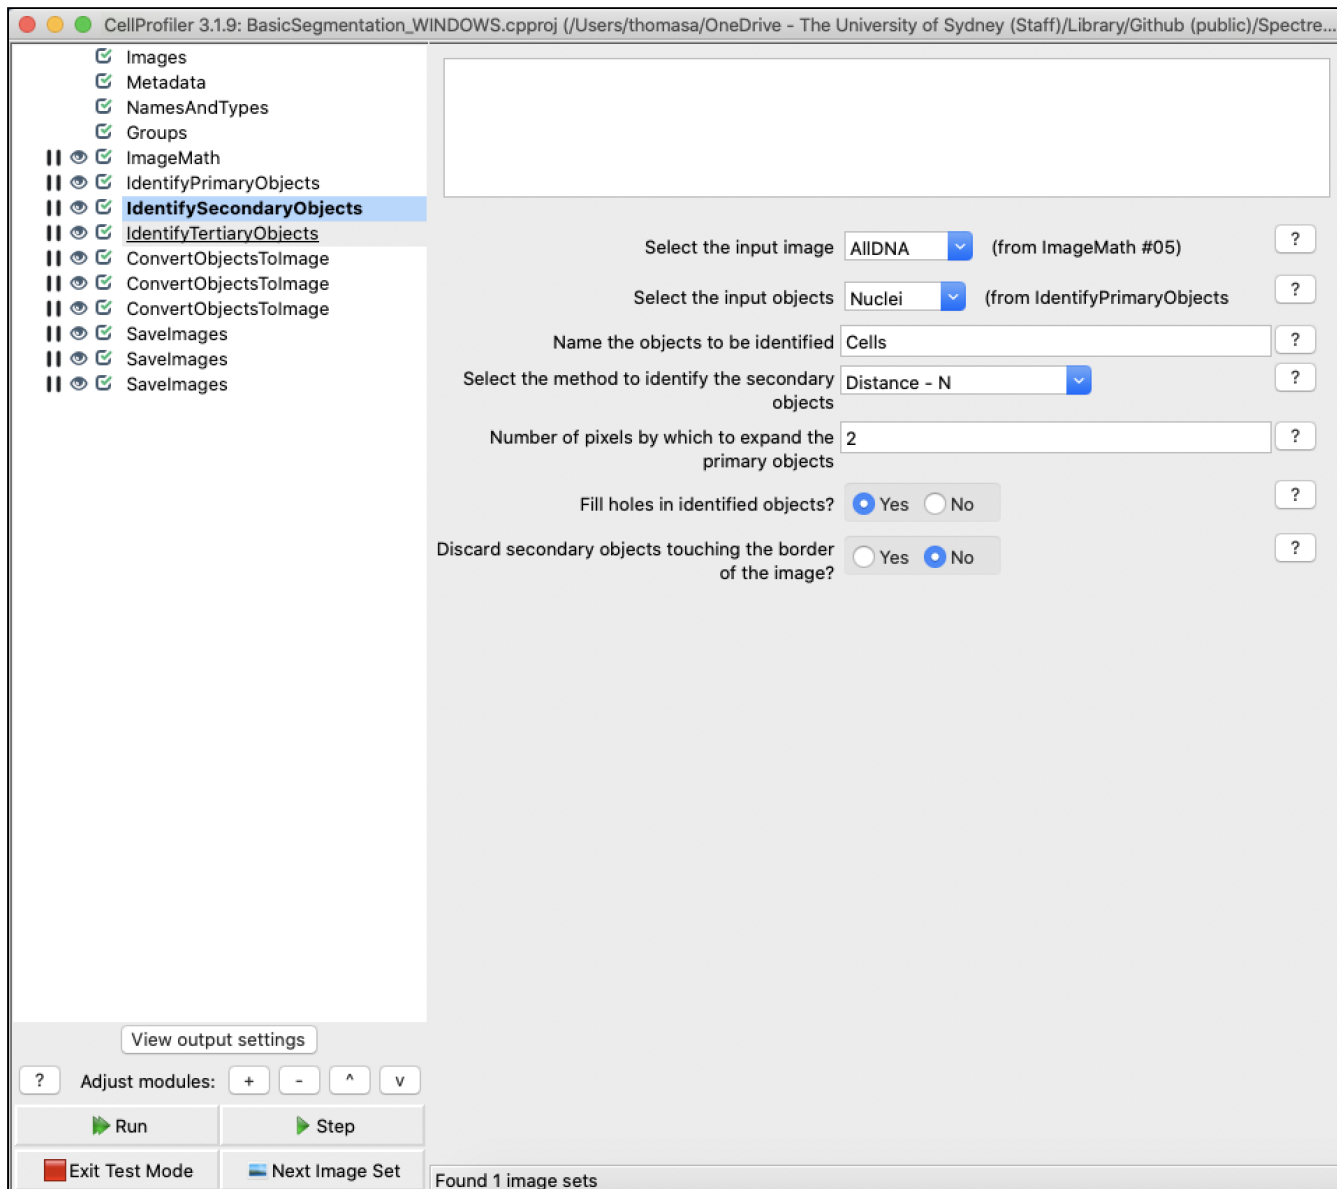 CellProfiler 3.1.9: BasicSegmentation_WINDOWS.cpproj (/Users/thomasa/OneDrive - The University of Sydney (Staff)/Library/Github (public)/Spectre...
Images
Metadata
NamesAndTypes
Groups
ImageMath
IdentifyPrimaryObjects
IdentifySecondaryObjects
IdentifyTertiaryObjects
ConvertObjectsToImage
ConvertObjectsToImage
ConvertObjectsToImage
SaveImages
SaveImages
SaveImages
View output settings
? Adjust modules: + - ^ v
Run Step
Exit Test Mode Next Image Set
Select the input image AllDNA (from ImageMath #05) ?
Select the input objects Nuclei (from IdentifyPrimaryObjects ?
Name the objects to be identified Cells ?
Select the method to identify the secondary Distance - N ?
objects
Number of pixels by which to expand the 2 ?
primary objects
Fill holes in identified objects? Yes No ?
Discard secondary objects touching the border Yes No ?
of the image?
Found 1 image sets